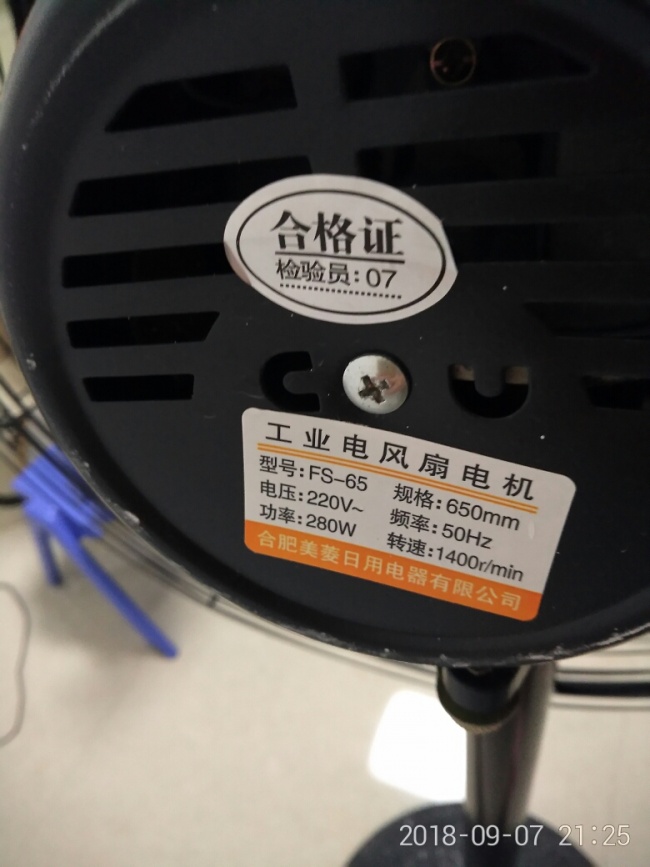 合格证
检验员:07
工业电风扇电机
型号:FS-65 规格:650mm
电压:220V~ 频率:50Hz
功率:280W 转速:1400r/min
合肥美菱日用电器有限公司
2018-09-07 21:25